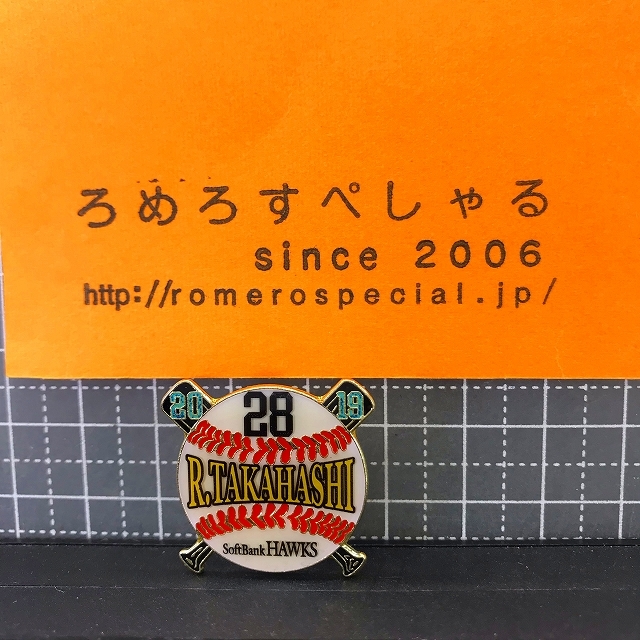 ろめろすぺしゃる
since 2006
http://romerospecial.jp/
20 28 19
R.TAKAHASHI
SoftBank HAWKS